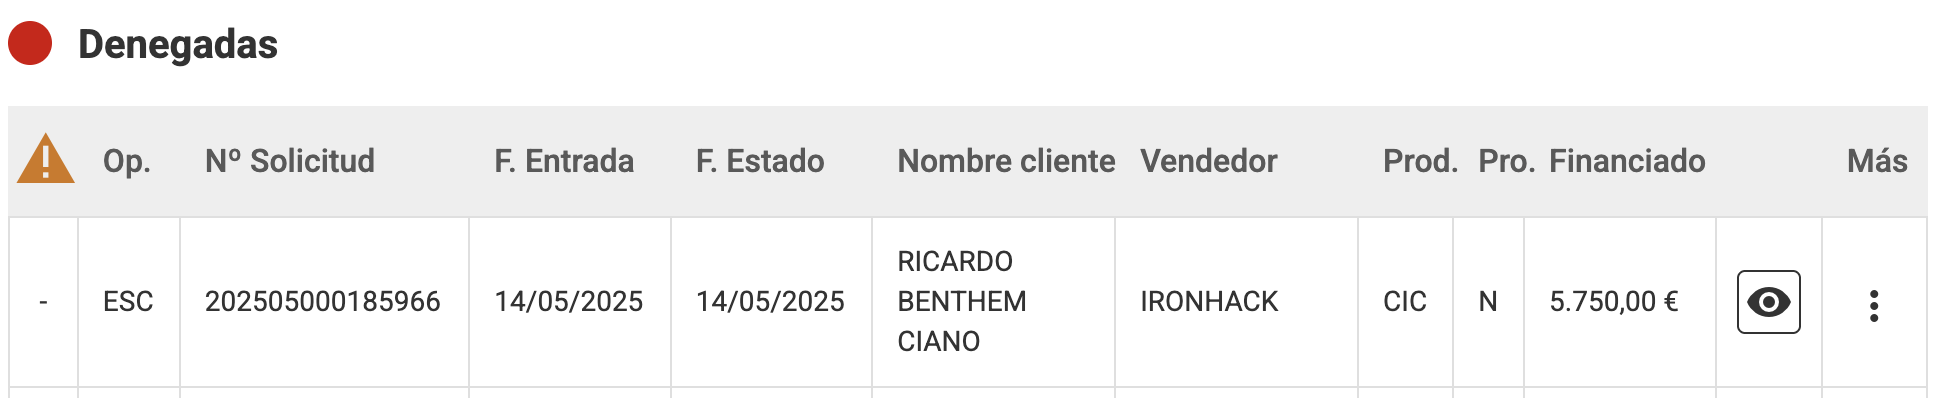 Denegadas
Op. Nº Solicitud F. Entrada F. Estado Nombre cliente Vendedor Prod. Pro. Financiado Más
- ESC 202505000185966 14/05/2025 14/05/2025 RICARDO BENTHEM CIANO IRONHACK CIC N 5.750,00 €